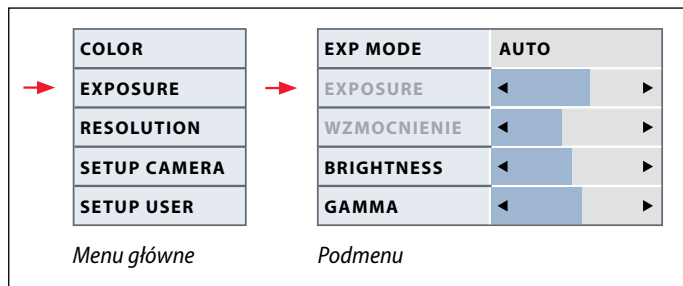 COLOR
EXPOSURE
RESOLUTION
SETUP CAMERA
SETUP USER
Menu główne
EXP MODE AUTO
EXPOSURE
WZMOCNIENIE
BRIGHTNESS
GAMMA
Podmenu